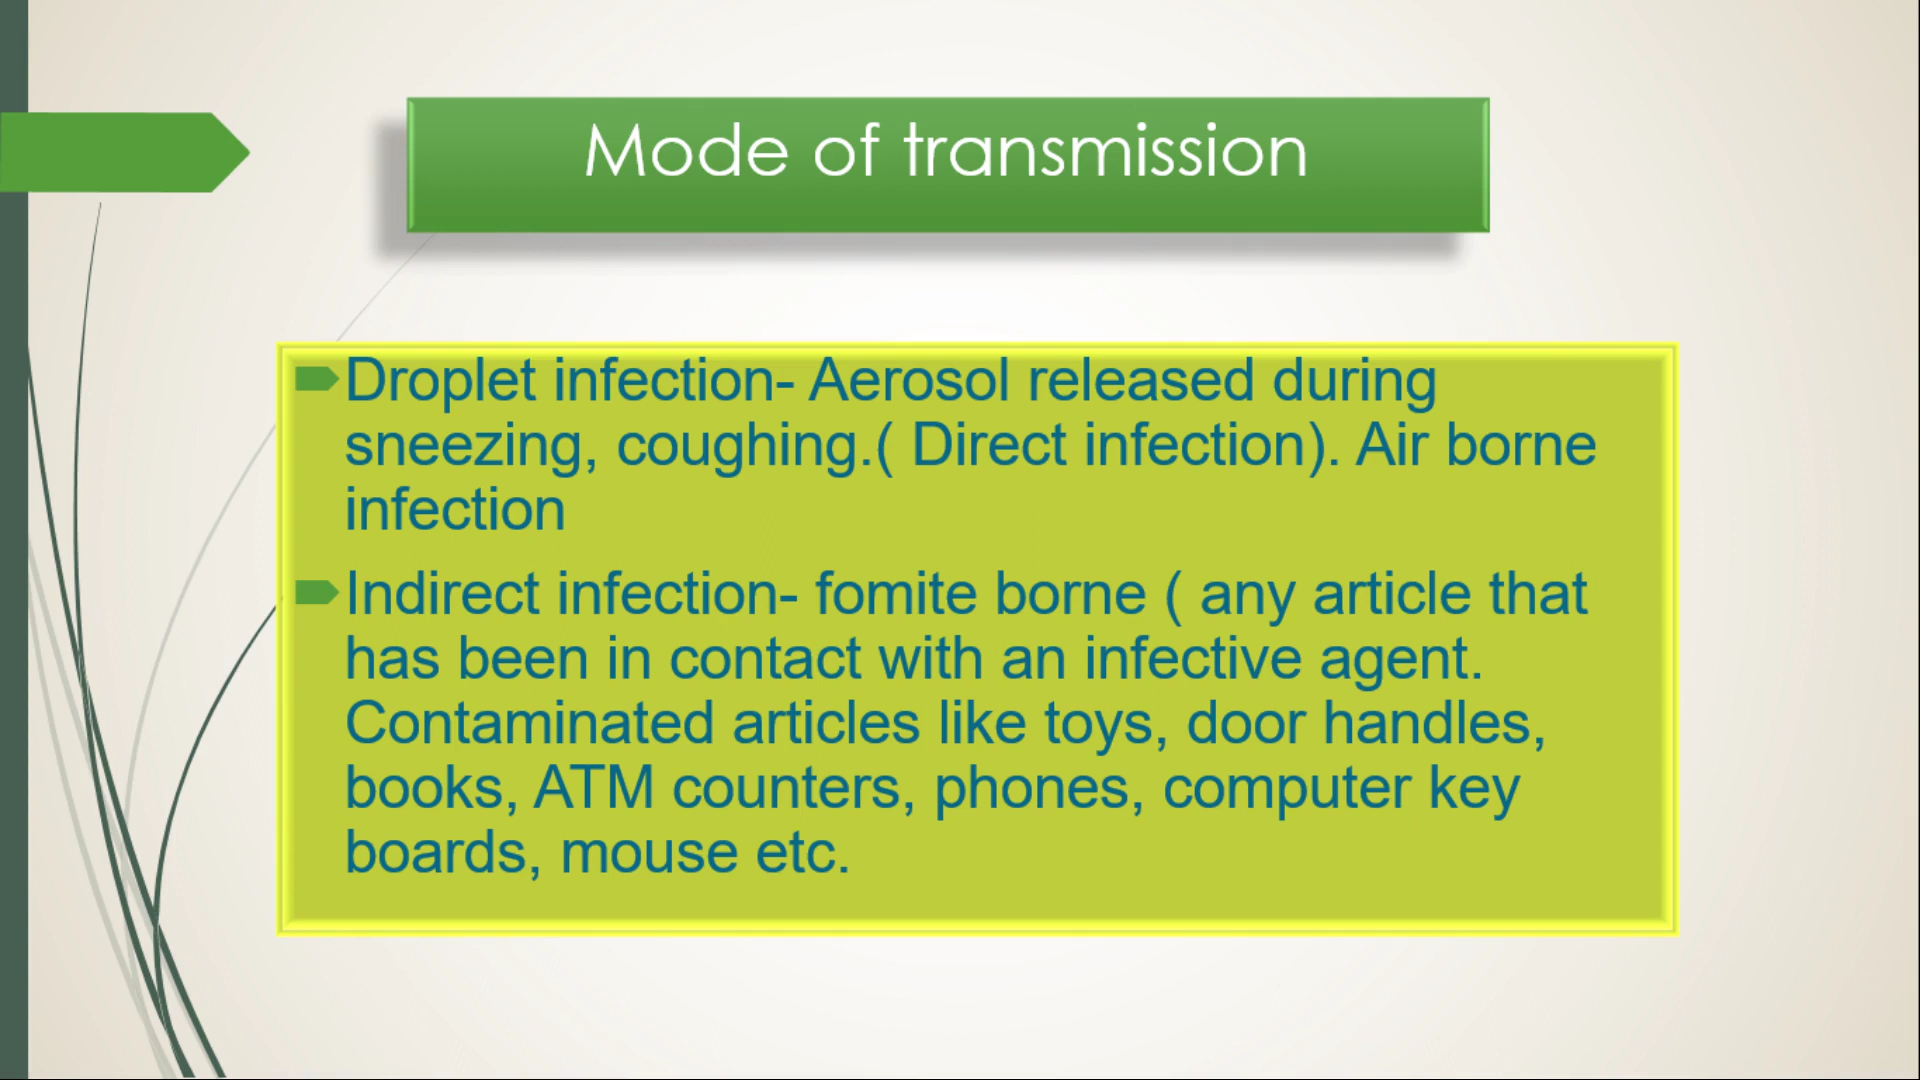 Mode of transmission
Droplet infection- Aerosol released during
sneezing, coughing.( Direct infection). Air borne
infection
Indirect infection- fomite borne ( any article that
has been in contact with an infective agent.
Contaminated articles like toys, door handles,
books, ATM counters, phones, computer key
boards, mouse etc.